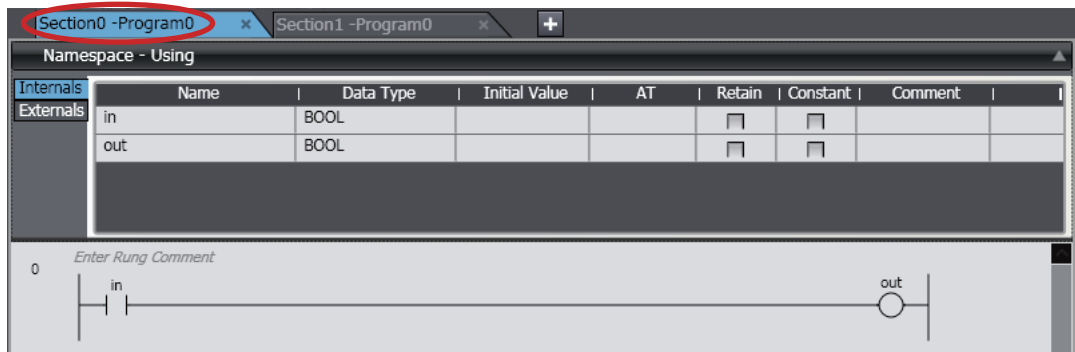 Section0 -Program0 × Section1 -Program0 × +
Namespace - Using
Internals
Externals
Name Data Type Initial Value AT Retain Constant Comment
in BOOL
out BOOL
Enter Rung Comment
0
in out